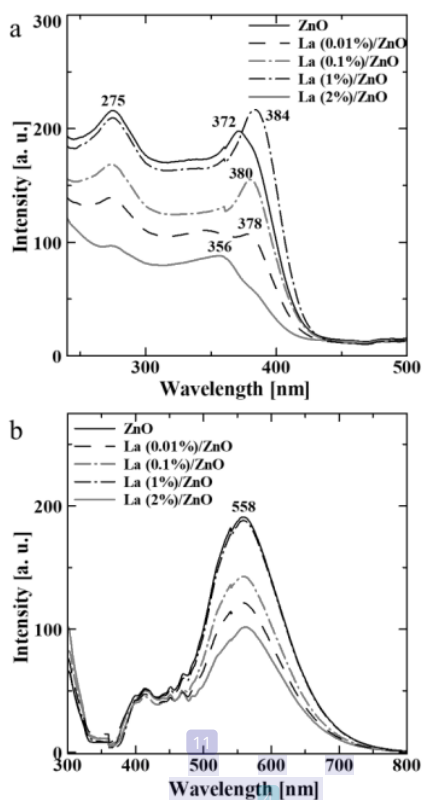 a
300
200
100
0
Intensity [a. u.]
ZnO
La (0.01%)/ZnO
La (0.1%)/ZnO
La (1%)/ZnO
La (2%)/ZnO
275
372
384
380
378
356
300
400
500
Wavelength [nm]
b
200
100
0
Intensity [a. u.]
ZnO
La (0.01%)/ZnO
La (0.1%)/ZnO
La (1%)/ZnO
La (2%)/ZnO
558
11
300
400
500
600
700
800
Wavelength [nm]